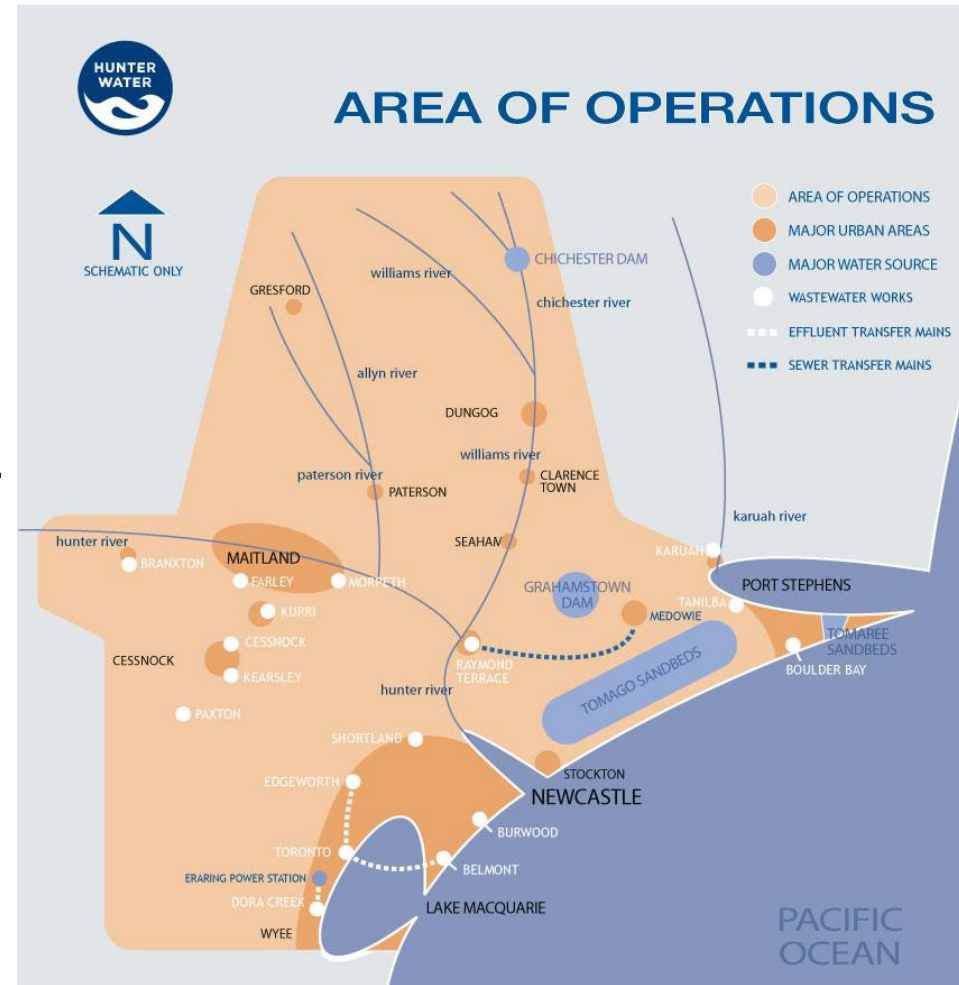 HUNTER
WATER
AREA OF OPERATIONS
N
SCHEMATIC ONLY
AREA OF OPERATIONS
MAJOR URBAN AREAS
MAJOR WATER SOURCE
WASTEWATER WORKS
EFFLUENT TRANSFER MAINS
SEWER TRANSFER MAINS
williams river
CHICHESTER DAM
GRESFORD
chichester river
allyn river
DUNGOG
williams river
paterson river
PATERSON
CLARENCE
TOWN
karuah river
hunter river
BRANXTON
MAITLAND
SEAHAM
KARUAH
FARLEY
MORPETH
GRAHAMSTOWN
DAM
PORT STEPHENS
TANILBA
KURRI
MEDOWIE
CESSNOCK
TOMAREE
SANDBEDS
CESSNOCK
KEARSLEY
RAYMOND
TERRACE
BOULDER BAY
hunter river
TOMAGO SANDBEDS
PAXTON
SHORTLAND
EDGEWORTH
STOCKTON
NEWCASTLE
BURWOOD
TORONTO
BELMONT
ERARING POWER STATION
DORA CREEK
LAKE MACQUARIE
WYEE
PACIFIC
OCEAN